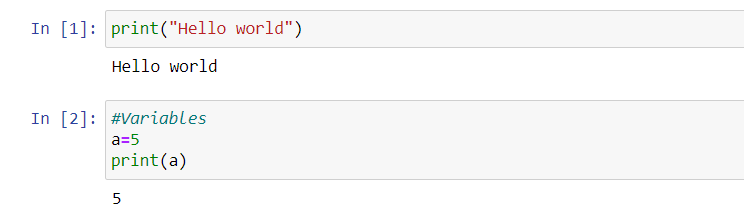 In [1]: print("Hello world")
Hello world
In [2]: #Variables
a=5
print(a)
5